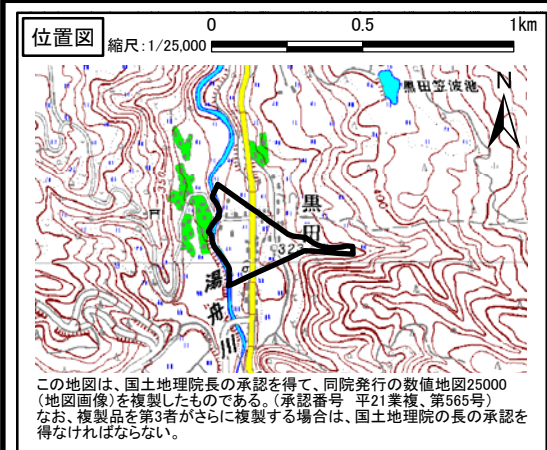 位置図
縮尺:1/25,000
0 0.5 1km
N
黒田笠波池
黒田
323
湯舟川
この地図は、国土地理院長の承認を得て、同院発行の数値地図25000
(地図画像)を複製したものである。(承認番号 平21業複、第565号)
なお、複製品を第3者がさらに複製する場合は、国土地理院の長の承認を
得なければならない。